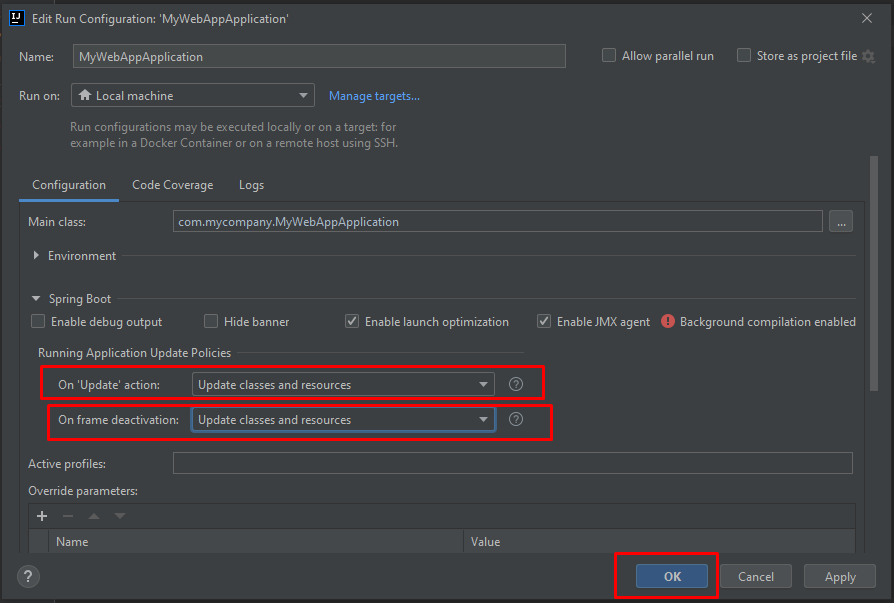 Edit Run Configuration: 'MyWebAppApplication'
Name: MyWebAppApplication Allow parallel run Store as project file
Run on: Local machine Manage targets...
Run configurations may be executed locally or on a target: for
example in a Docker Container or on a remote host using SSH.
Configuration Code Coverage Logs
Main class: com.mycompany.MyWebAppApplication ...
Environment
Spring Boot
Enable debug output Hide banner Enable launch optimization Enable JMX agent Background compilation enabled
Running Application Update Policies
On 'Update' action: Update classes and resources ?
On frame deactivation: Update classes and resources ?
Active profiles:
Override parameters:
Name Value
? OK Cancel Apply